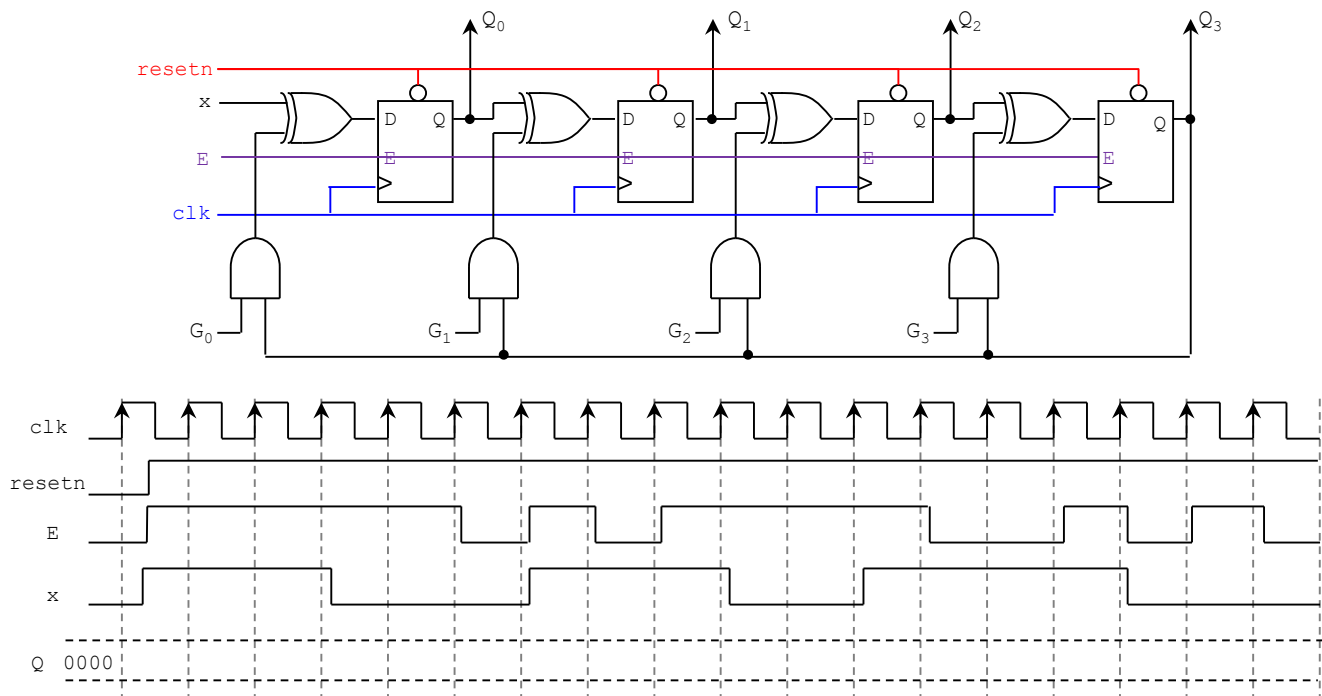 Q0 Q1 Q2 Q3
resetn
x
D Q D Q D Q D Q
E E E E E
clk
G0 G1 G2 G3
clk
resetn
E
x
Q 0000